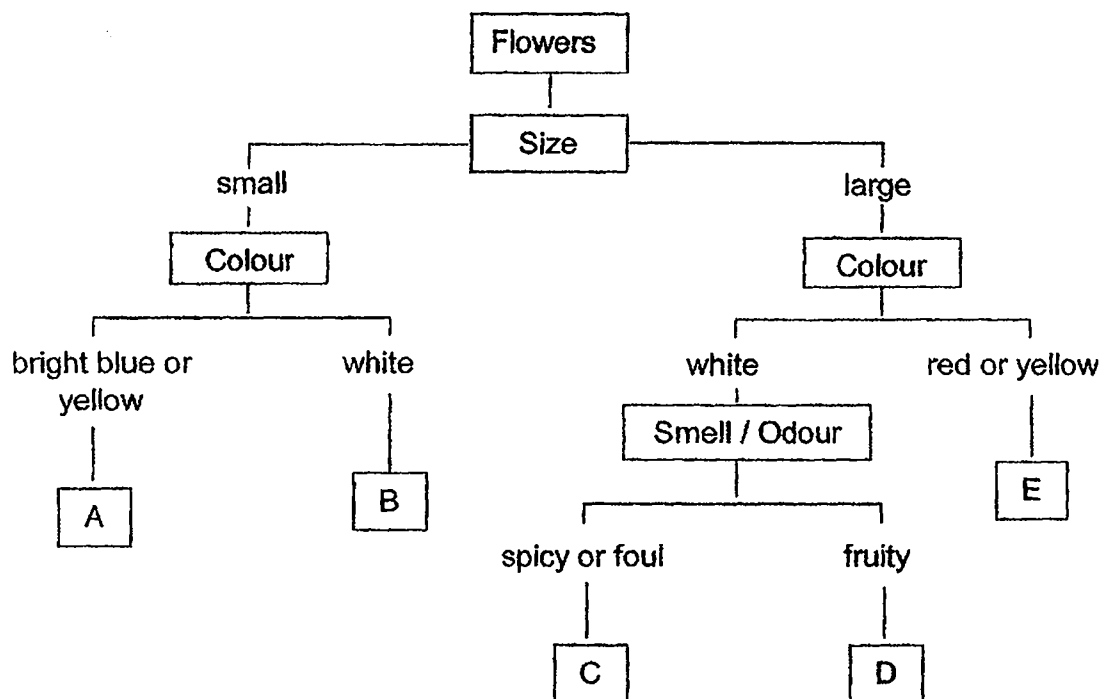 Flowers
Size
small
large
Colour
Colour
bright blue or
yellow
white
white
red or yellow
Smell / Odour
A
B
E
spicy or foul
fruity
C
D